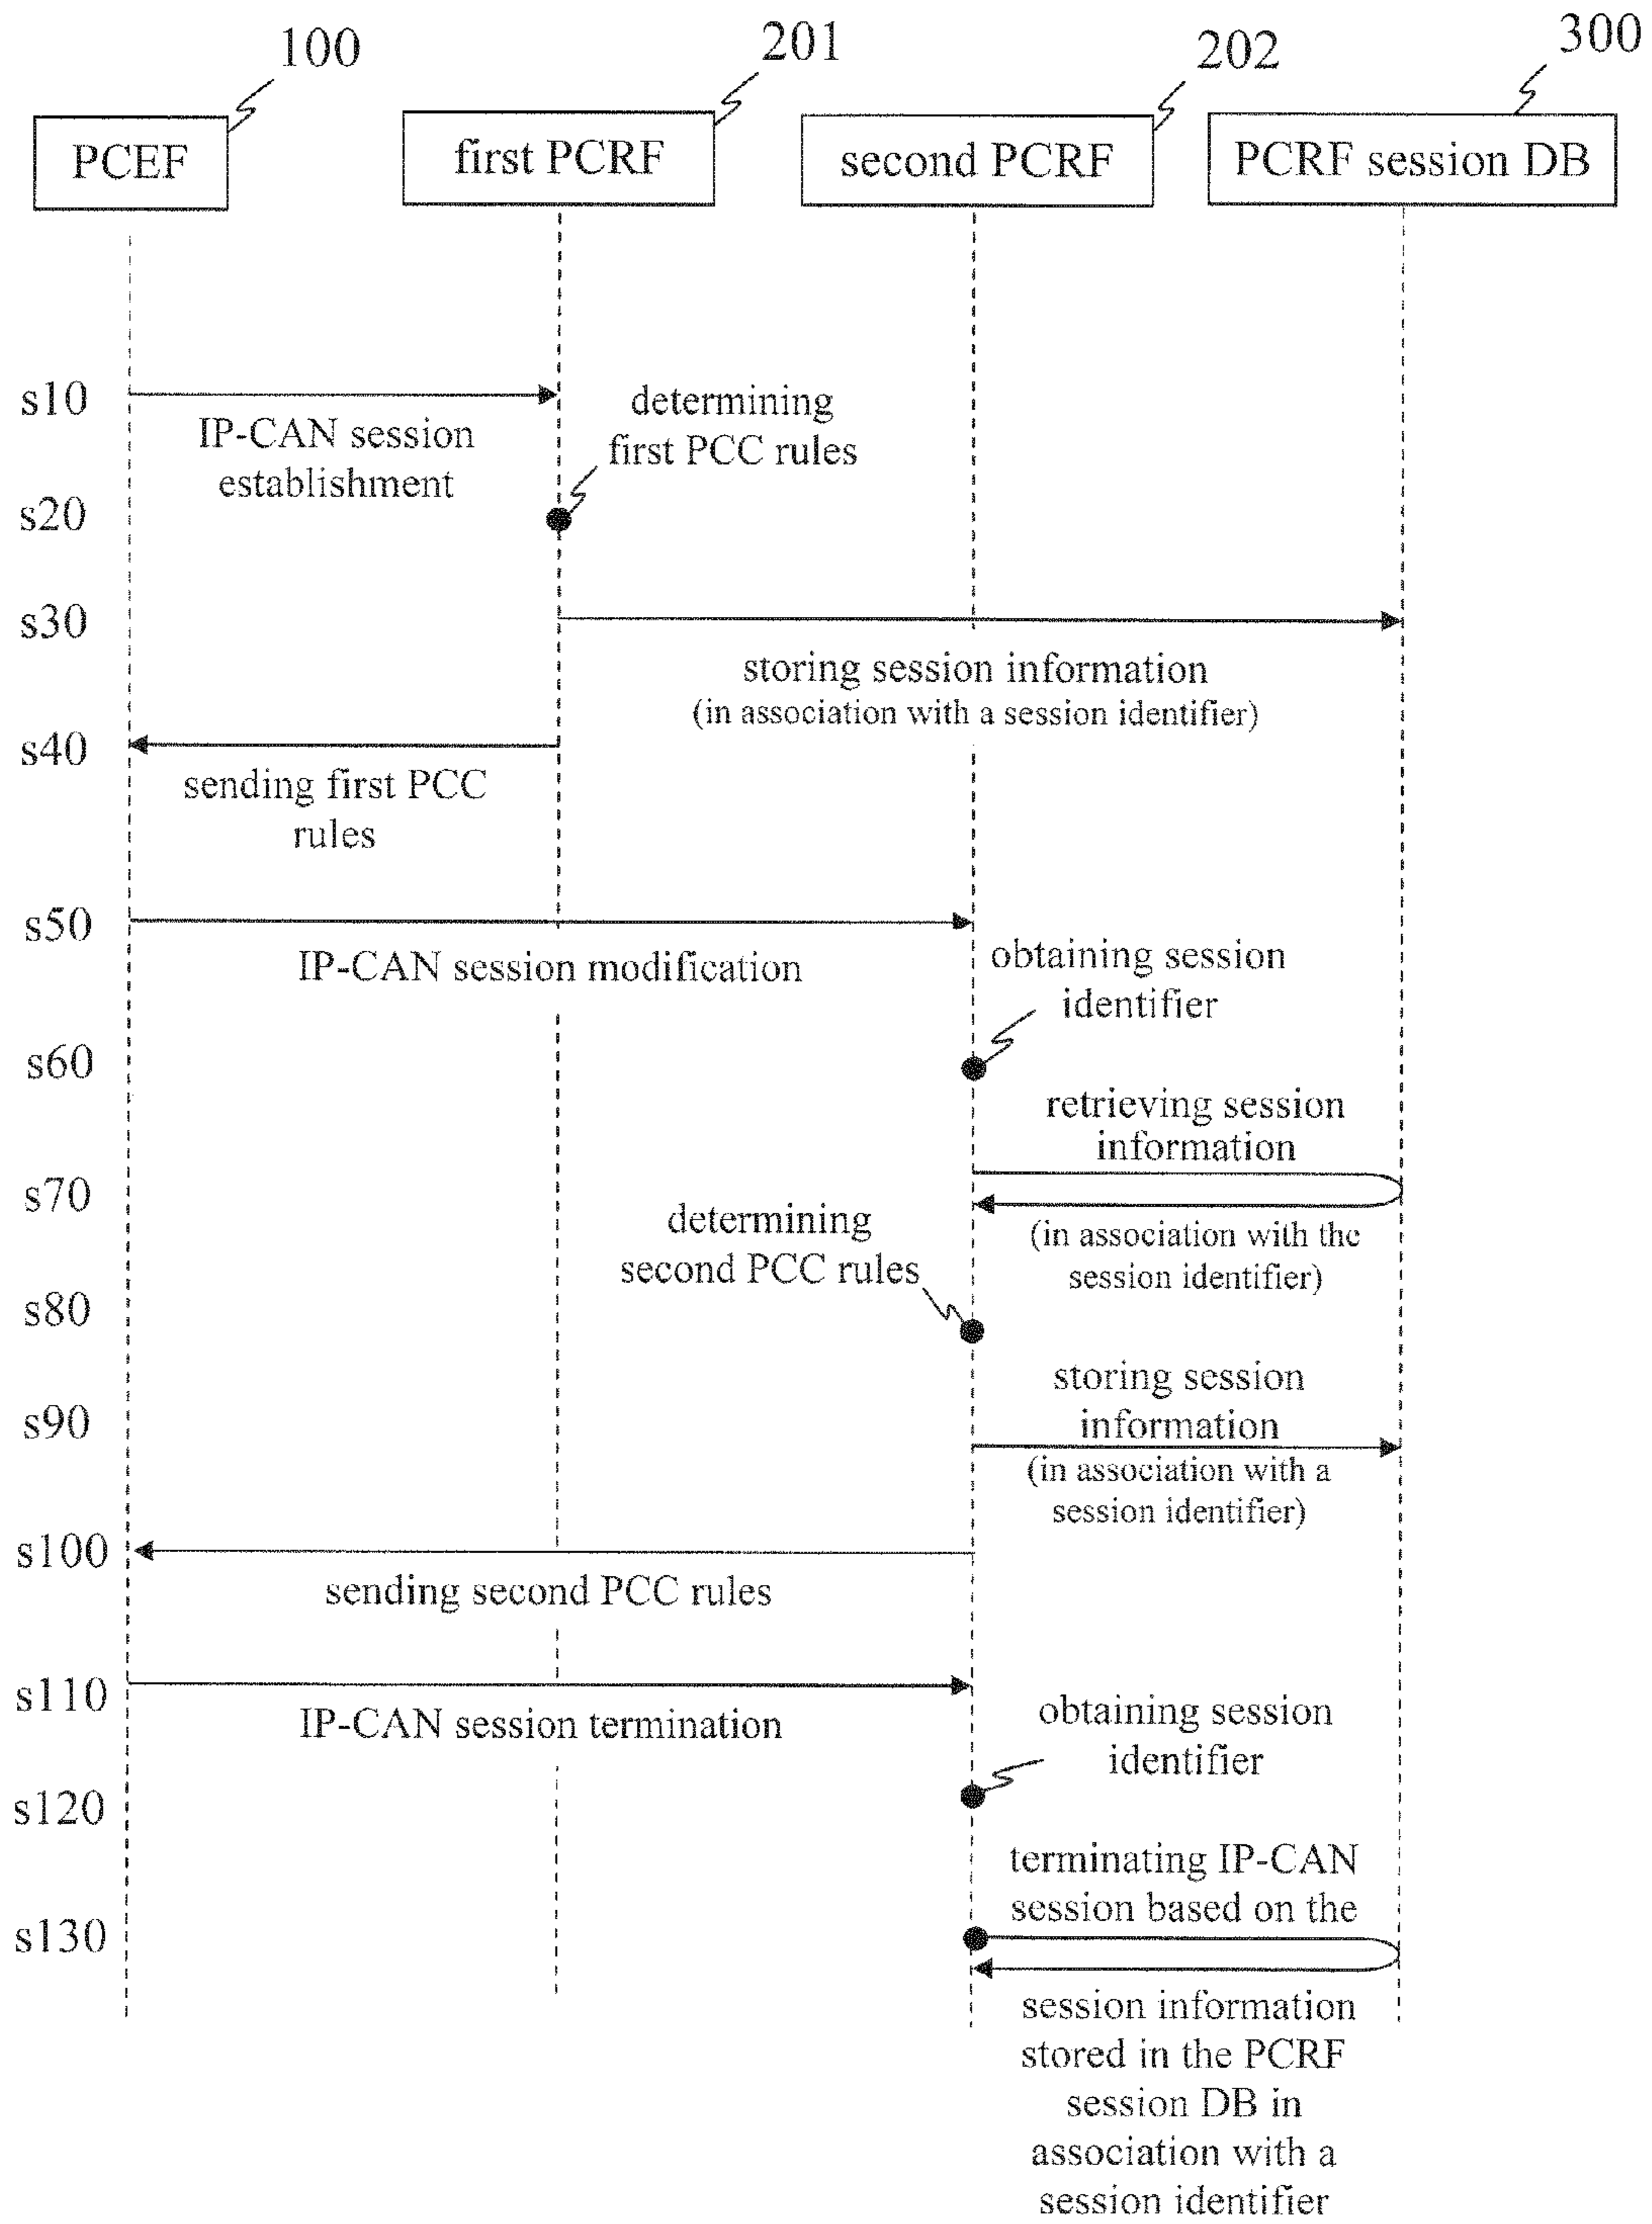 100
201
202
300
PCEF
first PCRF
second PCRF
PCRF session DB
s10
IP-CAN session
establishment
determining
first PCC rules
s20
s30
storing session information
(in association with a session identifier)
s40
sending first PCC
rules
s50
IP-CAN session modification
obtaining session
identifier
s60
retrieving session
information
s70
(in association with the
session identifier)
determining
second PCC rules
s80
storing session
information
s90
(in association with a
session identifier)
s100
sending second PCC rules
s110
IP-CAN session termination
obtaining session
identifier
s120
terminating IP-CAN
session based on the
s130
session information
stored in the PCRF
session DB in
association with a
session identifier